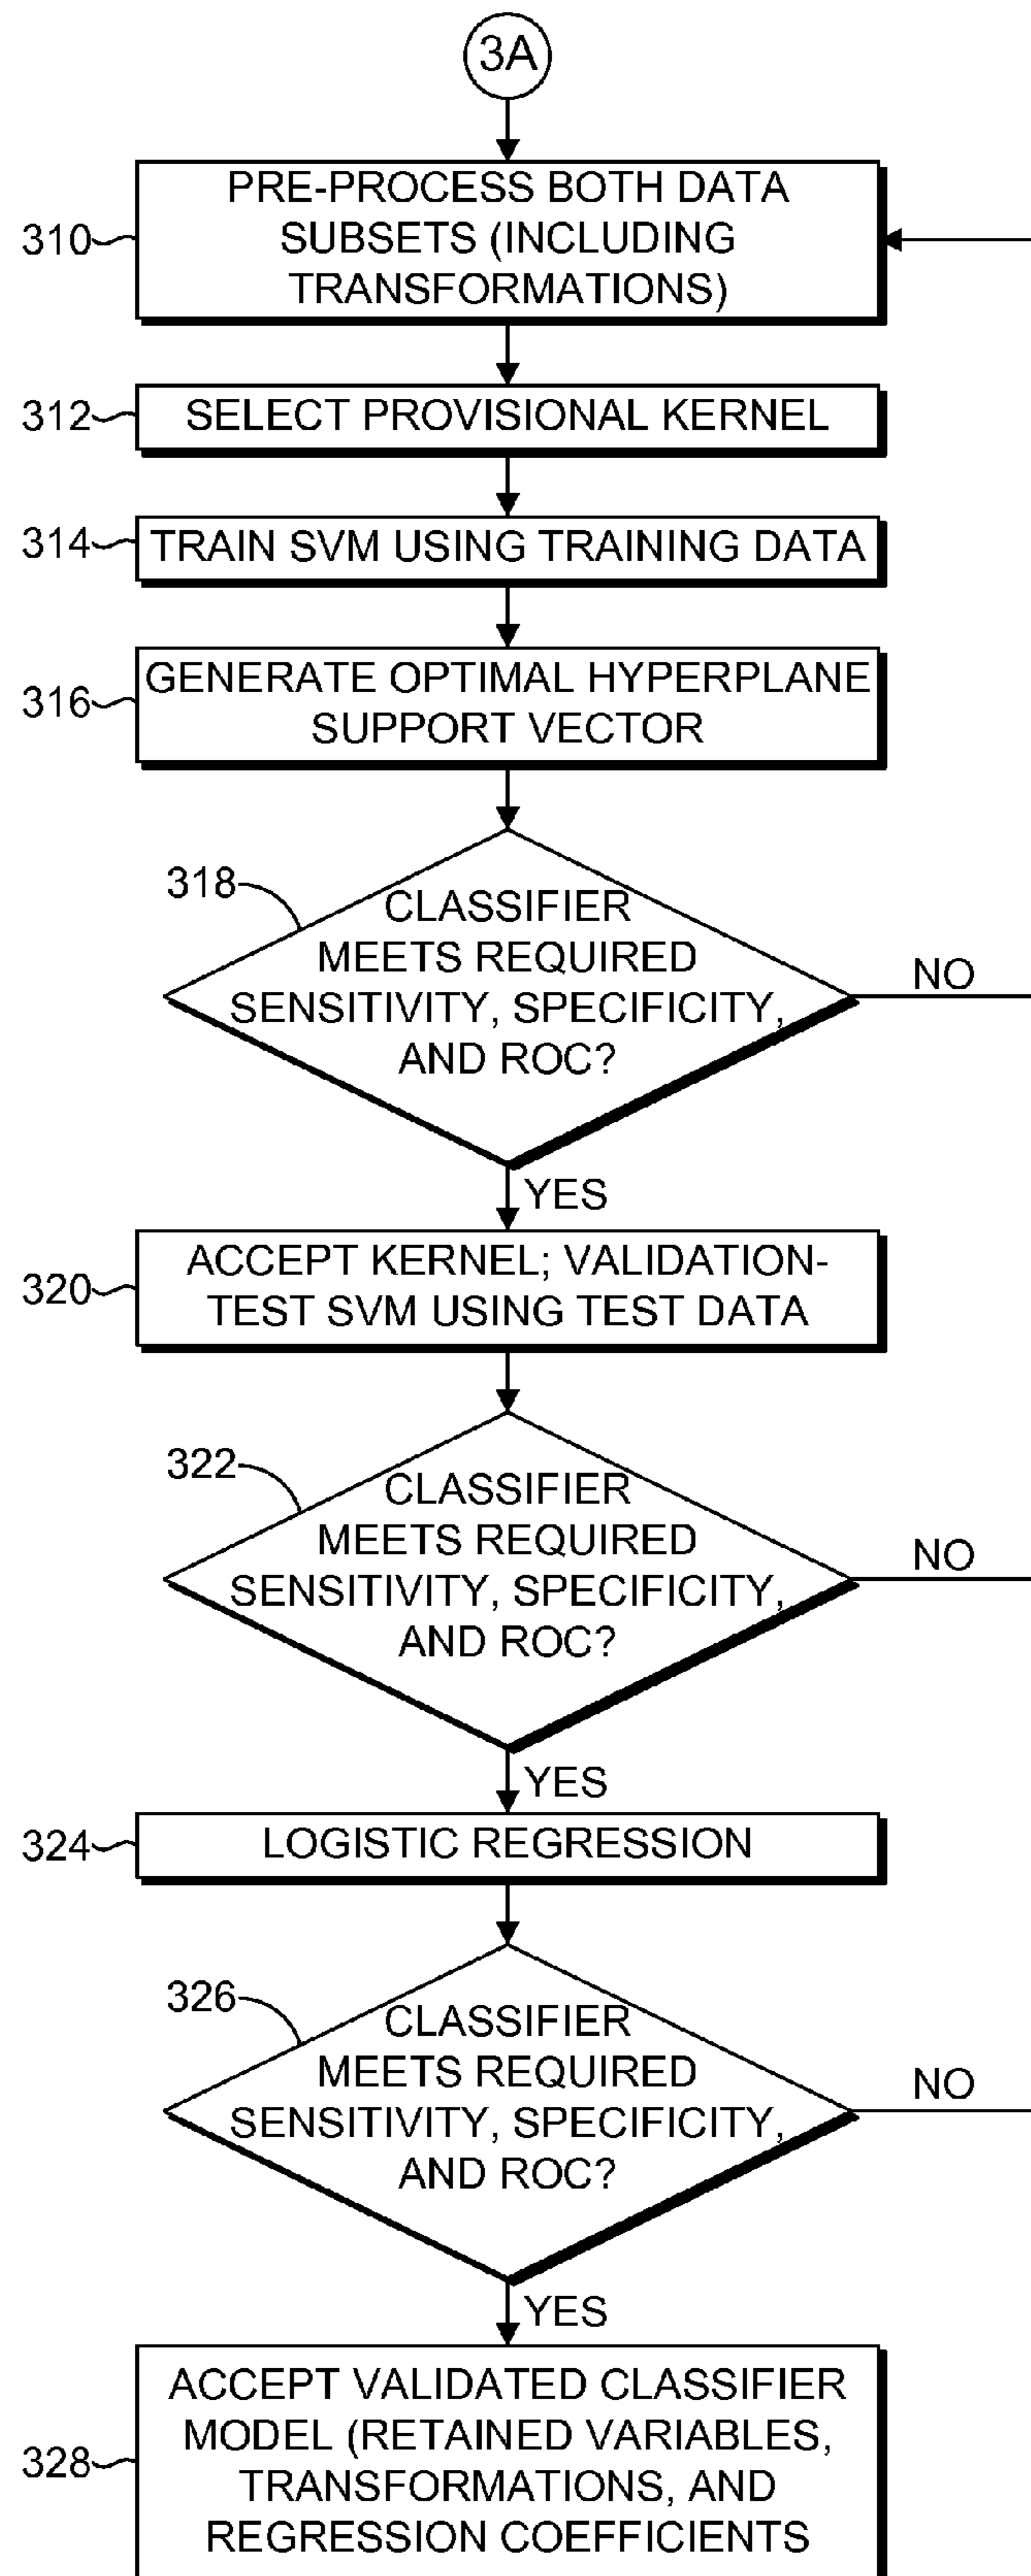 3A
310
PRE-PROCESS BOTH DATA
SUBSETS (INCLUDING
TRANSFORMATIONS)
312
SELECT PROVISIONAL KERNEL
314
TRAIN SVM USING TRAINING DATA
316
GENERATE OPTIMAL HYPERPLANE
SUPPORT VECTOR
318
CLASSIFIER
MEETS REQUIRED
SENSITIVITY, SPECIFICITY,
AND ROC?
NO
YES
320
ACCEPT KERNEL; VALIDATION-
TEST SVM USING TEST DATA
322
CLASSIFIER
MEETS REQUIRED
SENSITIVITY, SPECIFICITY,
AND ROC?
NO
YES
324
LOGISTIC REGRESSION
326
CLASSIFIER
MEETS REQUIRED
SENSITIVITY, SPECIFICITY,
AND ROC?
NO
YES
328
ACCEPT VALIDATED CLASSIFIER
MODEL (RETAINED VARIABLES,
TRANSFORMATIONS, AND
REGRESSION COEFFICIENTS